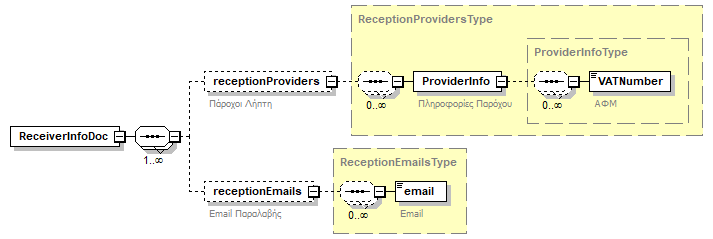 ReceptionProvidersType
ProviderInfoType
receptionProviders
ProviderInfo
VATNumber
Πάροχοι Λήπτη
0..∞
Πληροφορίες Παρόχου
0..∞
ΑΦΜ
ReceiverInfoDoc
1..∞
ReceptionEmailsType
receptionEmails
email
Email Παραλαβής
0..∞
Email